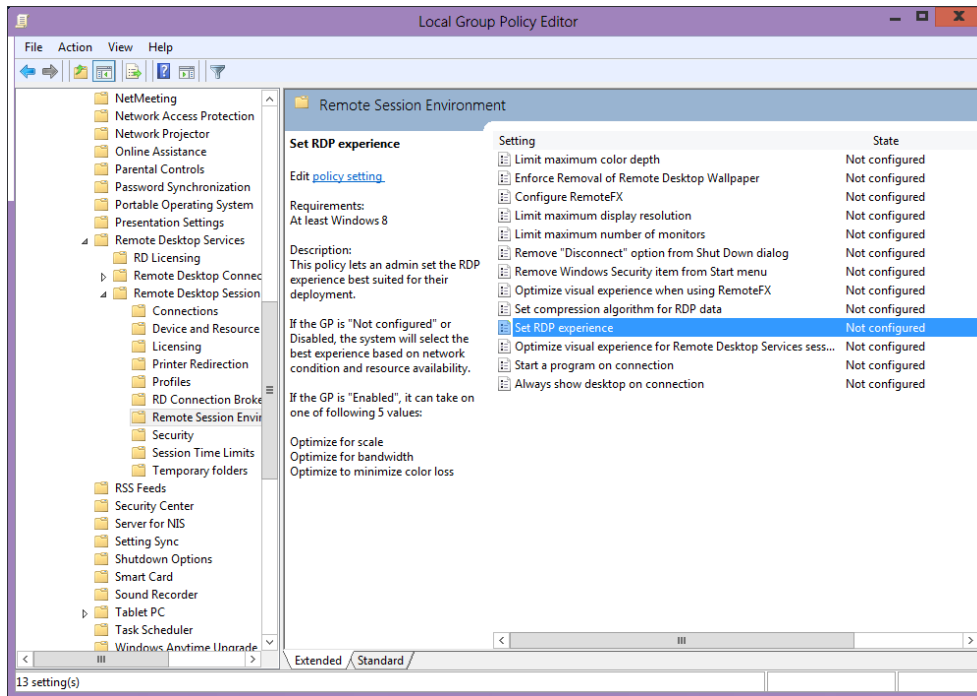 Local Group Policy Editor
File Action View Help
NetMeeting
Network Access Protection
Network Projector
Online Assistance
Parental Controls
Password Synchronization
Portable Operating System
Presentation Settings
Remote Desktop Services
RD Licensing
Remote Desktop Connec
Remote Desktop Session
Connections
Device and Resource
Licensing
Printer Redirection
Profiles
RD Connection Broke
Remote Session Envir
Security
Session Time Limits
Temporary folders
RSS Feeds
Security Center
Server for NIS
Setting Sync
Shutdown Options
Smart Card
Sound Recorder
Tablet PC
Task Scheduler
Windows Anytime Upgrade
Remote Session Environment
Set RDP experience
Edit policy setting
Requirements:
At least Windows 8
Description:
This policy lets an admin set the RDP
experience best suited for their
deployment.
If the GP is "Not configured" or
Disabled, the system will select the
best experience based on network
condition and resource availability.
If the GP is "Enabled", it can take on
one of following 5 values:
Optimize for scale
Optimize for bandwidth
Optimize to minimize color loss
Setting State
Limit maximum color depth Not configured
Enforce Removal of Remote Desktop Wallpaper Not configured
Configure RemoteFX Not configured
Limit maximum display resolution Not configured
Limit maximum number of monitors Not configured
Remove "Disconnect" option from Shut Down dialog Not configured
Remove Windows Security item from Start menu Not configured
Optimize visual experience when using RemoteFX Not configured
Set compression algorithm for RDP data Not configured
Set RDP experience Not configured
Optimize visual experience for Remote Desktop Services sess... Not configured
Start a program on connection Not configured
Always show desktop on connection Not configured
Extended Standard
13 setting(s)